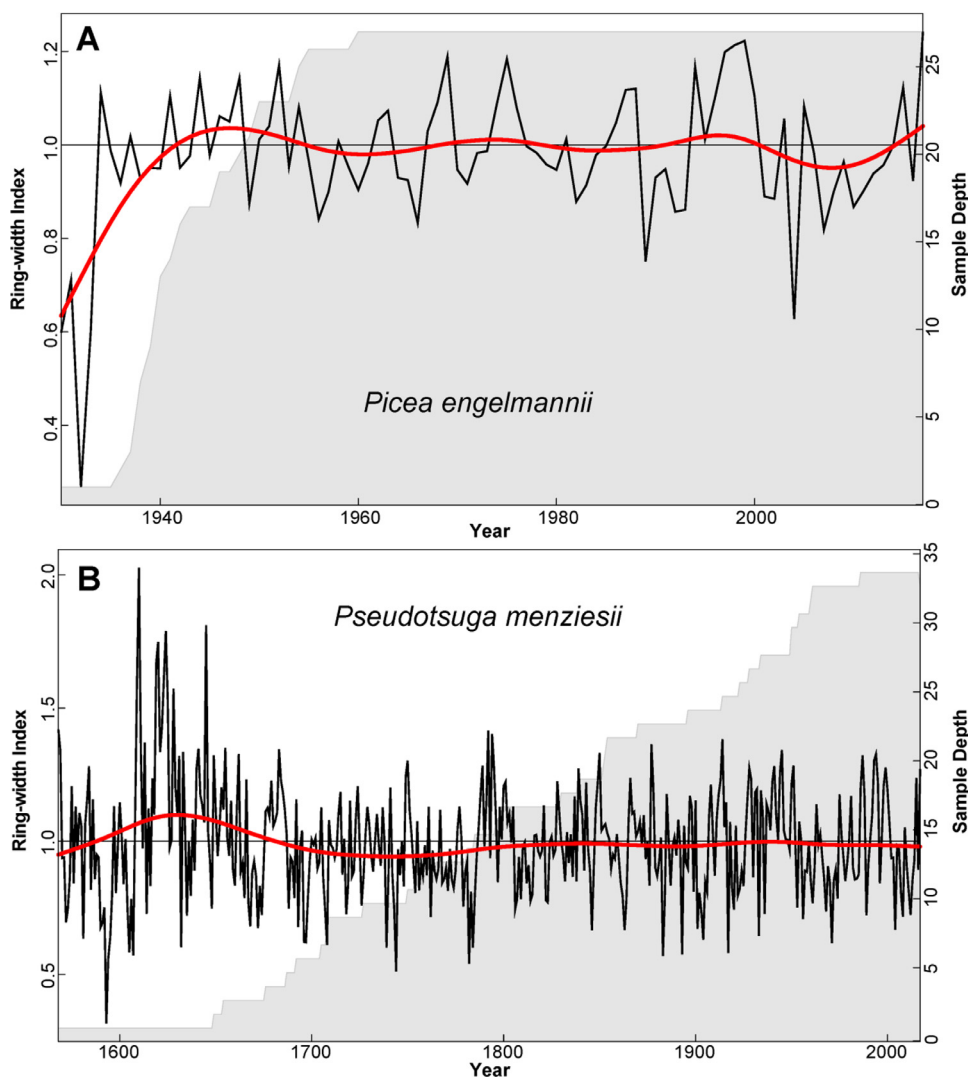 A
Picea engelmannii
Ring-width Index
0.4 0.6 0.8 1.0 1.2
1940 1960 1980 2000
Year
0 5 10 15 20 25
Sample Depth
B
Pseudotsuga menziesii
Ring-width Index
0.5 1.0 1.5 2.0
1600 1700 1800 1900 2000
Year
0 5 10 15 20 25 30 35
Sample Depth